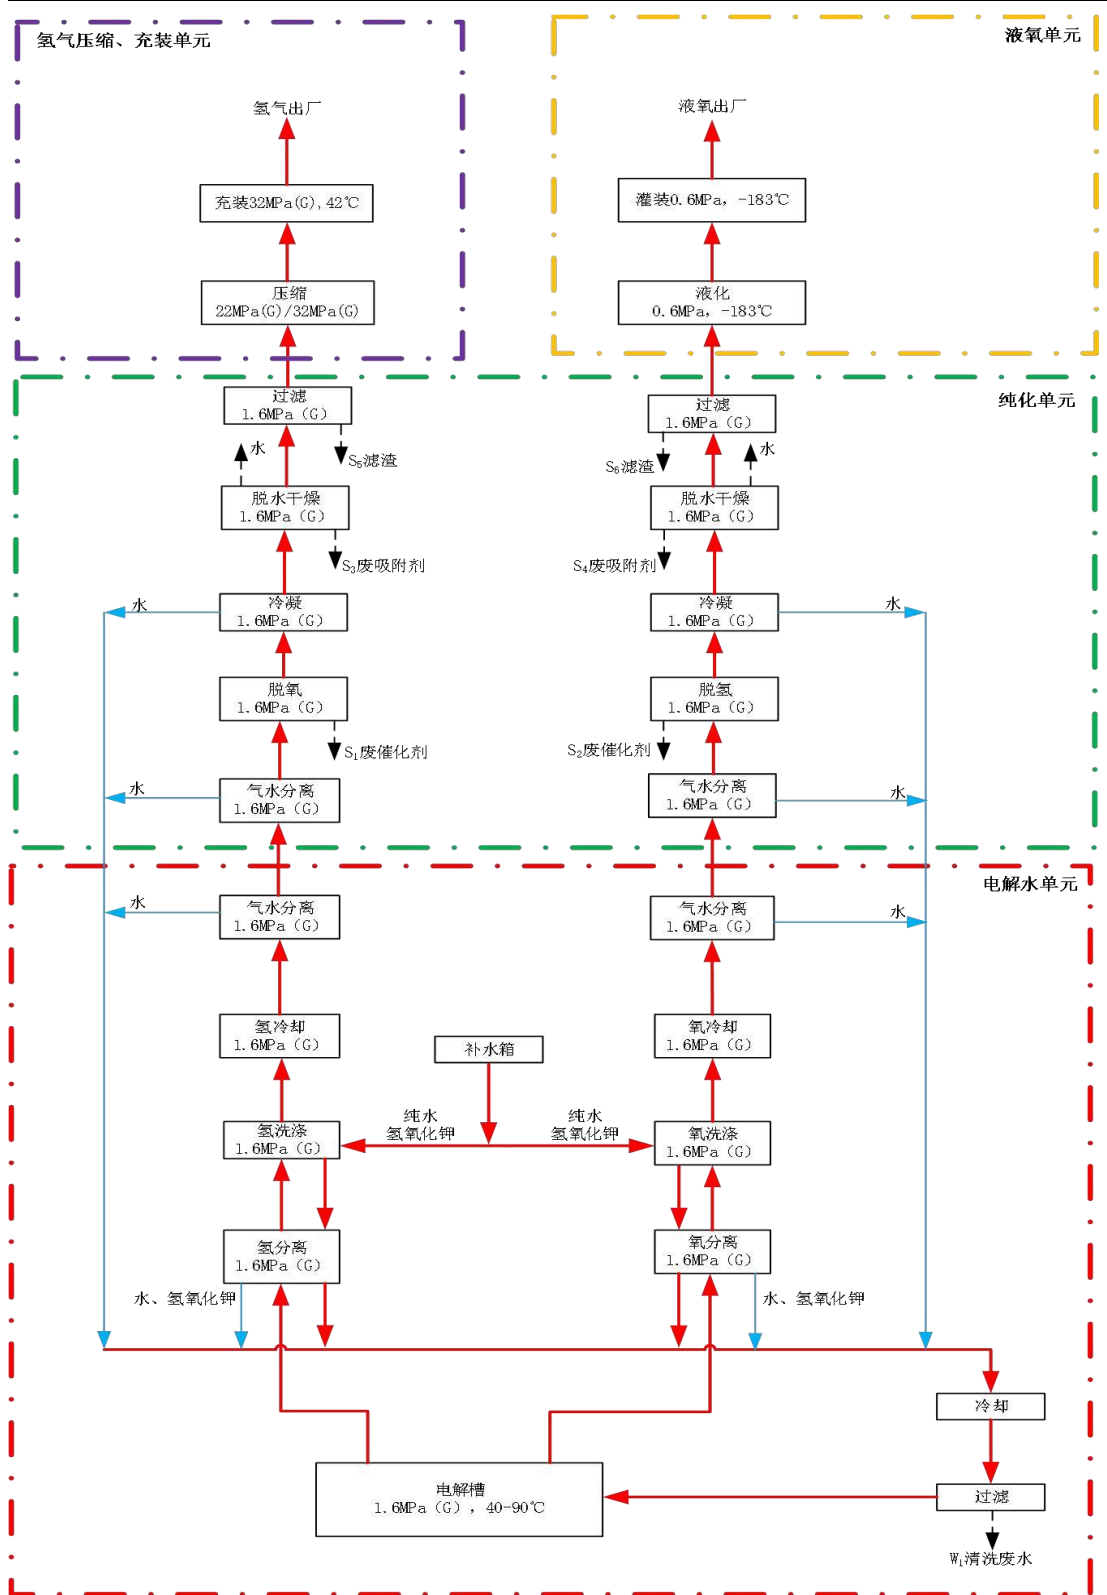 氢气压缩、充装单元
液氧单元
氢气出厂
液氧出厂
充装32MPa(G),42℃
灌装0.6MPa，-183℃
压缩
22MPa(G)/32MPa(G)
液化
0.6MPa，-183℃
纯化单元
过滤
1.6MPa（G）
过滤
1.6MPa（G）
水
S₅滤渣
S₆滤渣
水
脱水干燥
1.6MPa（G）
脱水干燥
1.6MPa（G）
S₃废吸附剂
S₄废吸附剂
水
冷凝
1.6MPa（G）
冷凝
1.6MPa（G）
水
脱氧
1.6MPa（G）
脱氢
1.6MPa（G）
S₁废催化剂
S₂废催化剂
水
气水分离
1.6MPa（G）
气水分离
1.6MPa（G）
水
电解水单元
水
气水分离
1.6MPa（G）
气水分离
1.6MPa（G）
水
氢冷却
1.6MPa（G）
补水箱
氧冷却
1.6MPa（G）
纯水
氢氧化钾
纯水
氢氧化钾
氢洗涤
1.6MPa（G）
氧洗涤
1.6MPa（G）
氢分离
1.6MPa（G）
氧分离
1.6MPa（G）
水、氢氧化钾
水、氢氧化钾
冷却
电解槽
1.6MPa（G），40-90℃
过滤
W₁清洗废水